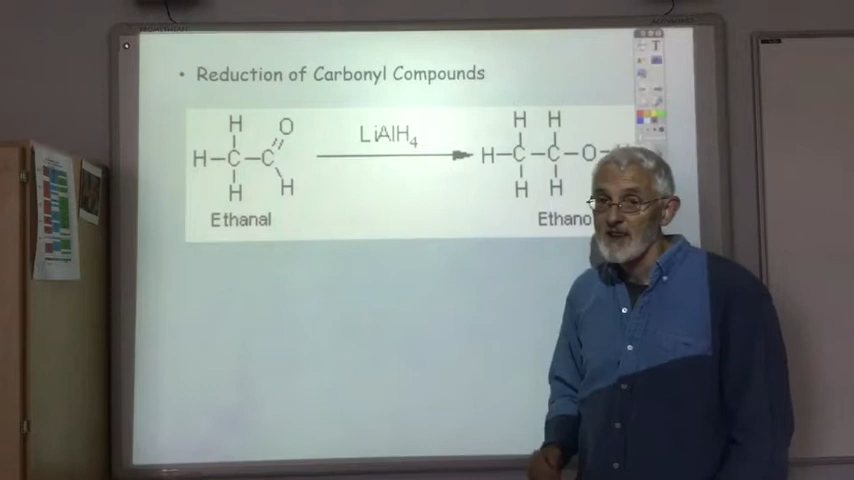 • Reduction of Carbonyl Compounds
H H H
H C C O LiAlH4 H C C O
H H H H
Ethanal Ethano